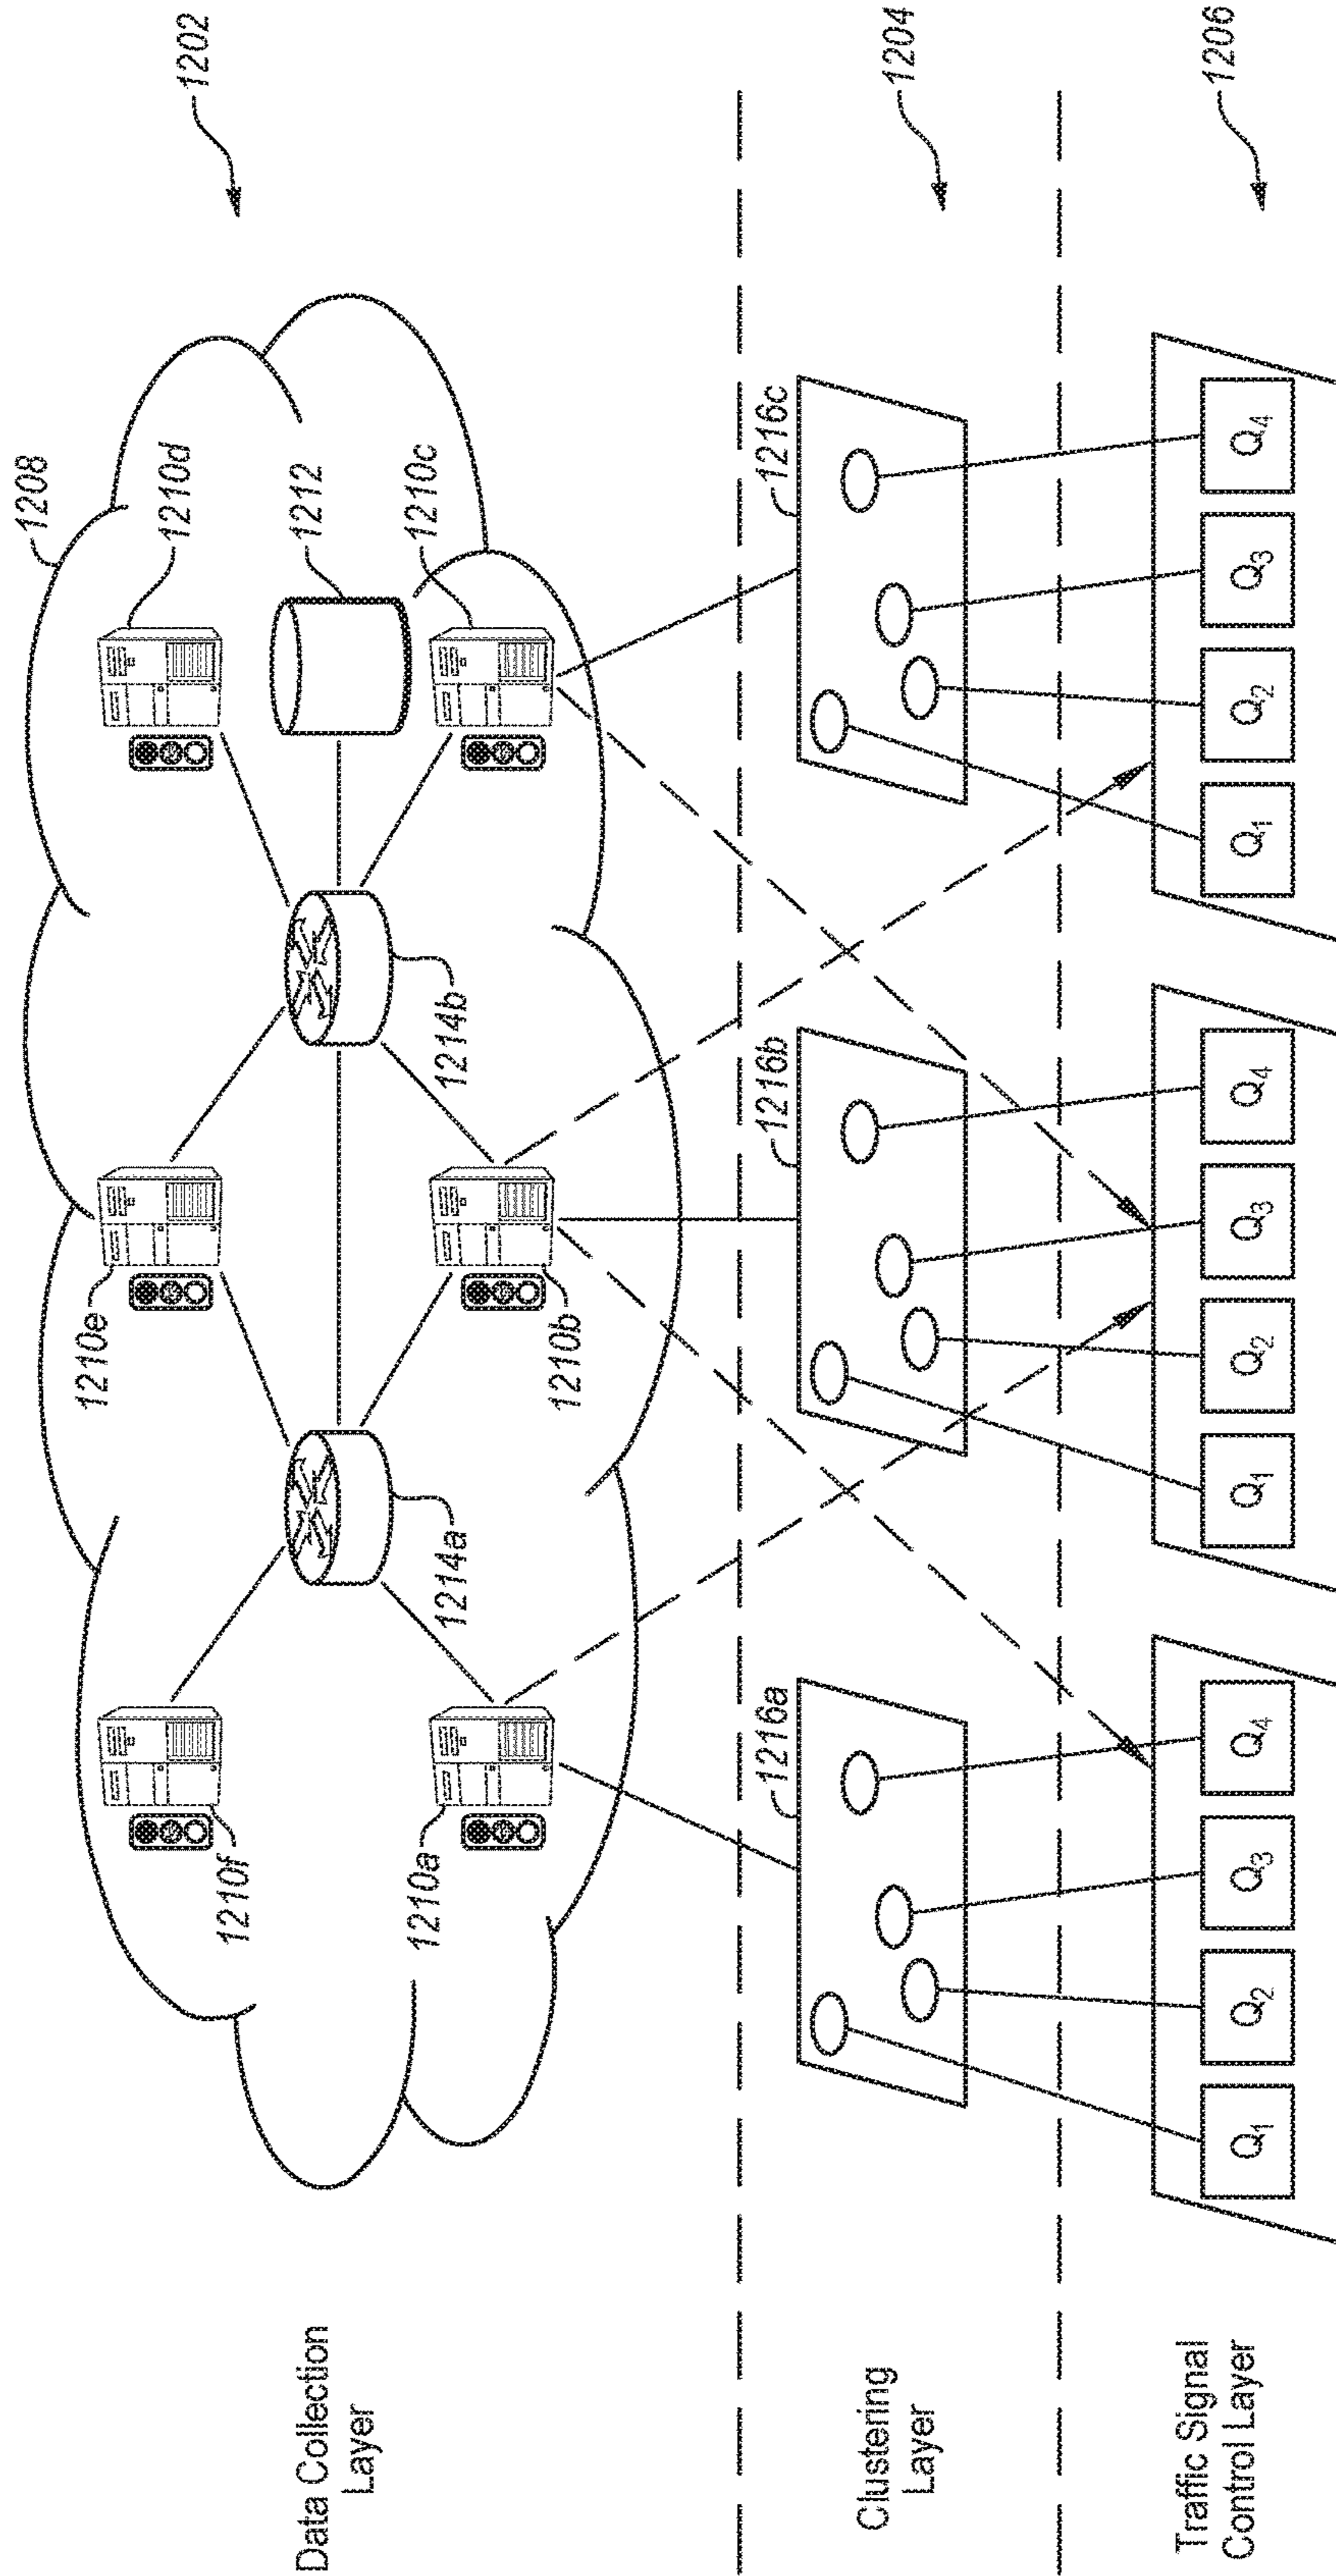 1202
1208
1210d
1212
1210c
1210e
1214b
1210b
1210f
1214a
1210a
Data Collection
Layer
1204
1216a
1216b
1216c
Clustering
Layer
1206
Q1 Q2 Q3 Q4
Q1 Q2 Q3 Q4
Q1 Q2 Q3 Q4
Traffic Signal
Control Layer